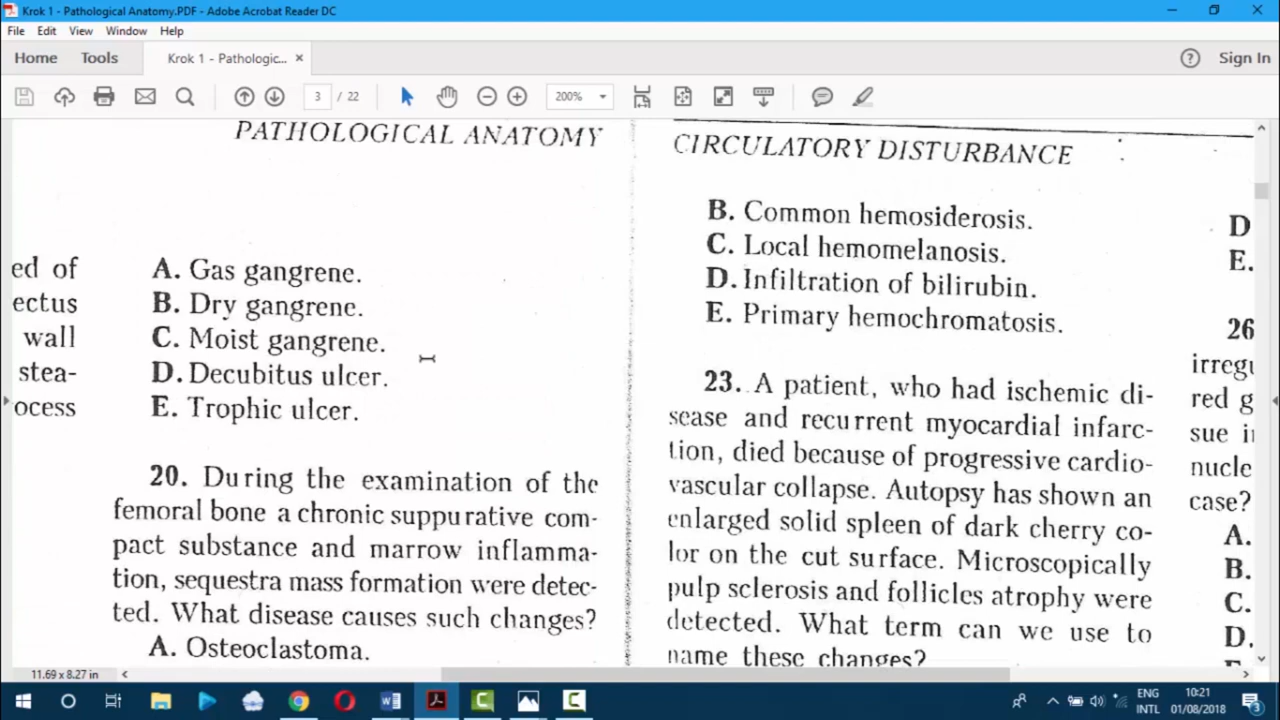 Krok 1 - Pathological Anatomy.PDF - Adobe Acrobat Reader DC
File Edit View Window Help
Home Tools Krok 1 - Pathologic... × Sign In
3 / 22 200%
PATHOLOGICAL ANATOMY
ed of
ectus
wall
stea-
ocess
A. Gas gangrene.
B. Dry gangrene.
C. Moist gangrene.
D. Decubitus ulcer.
E. Trophic ulcer.
20. During the examination of the
femoral bone a chronic suppurative com-
pact substance and marrow inflamma-
tion, sequestra mass formation were detec-
ted. What disease causes such changes?
A. Osteoclastoma.
CIRCULATORY DISTURBANCE
B. Common hemosiderosis.
C. Local hemomelanosis.
D. Infiltration of bilirubin.
E. Primary hemochromatosis.
23. A patient, who had ischemic di-
sease and recurrent myocardial infarc-
tion, died because of progressive cardio-
vascular collapse. Autopsy has shown an
enlarged solid spleen of dark cherry co-
lor on the cut surface. Microscopically
pulp sclerosis and follicles atrophy were
detected. What term can we use to
name these changes?
D
E.
26
irregu
red g
sue i
nucle
case?
A.
B.
C.
D.
11.69 x 8.27 in
ENG 10:21
INTL 01/08/2018
3